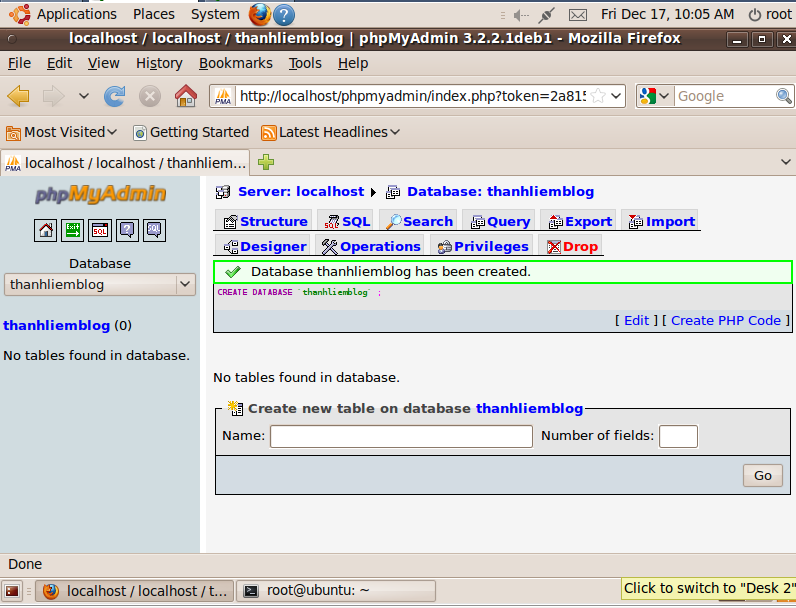 Applications Places System Fri Dec 17, 10:05 AM root
localhost / localhost / thanhliemblog | phpMyAdmin 3.2.2.1deb1 - Mozilla Firefox
File Edit View History Bookmarks Tools Help
PMA http://localhost/phpmyadmin/index.php?token=2a815 Google
Most Visited Getting Started Latest Headlines
PMA localhost / localhost / thanhliem...
phpMyAdmin
Exit SQL ? SQL
Database
thanhliemblog
thanhliemblog (0)
No tables found in database.
Server: localhost Database: thanhliemblog
Structure SQL Search Query Export Import
Designer Operations Privileges Drop
Database thanhliemblog has been created.
CREATE DATABASE `thanhliemblog` ;
[ Edit ] [ Create PHP Code ]
No tables found in database.
Create new table on database thanhliemblog
Name: Number of fields:
Go
Done
localhost / localhost / t... root@ubuntu: ~ Click to switch to "Desk 2"